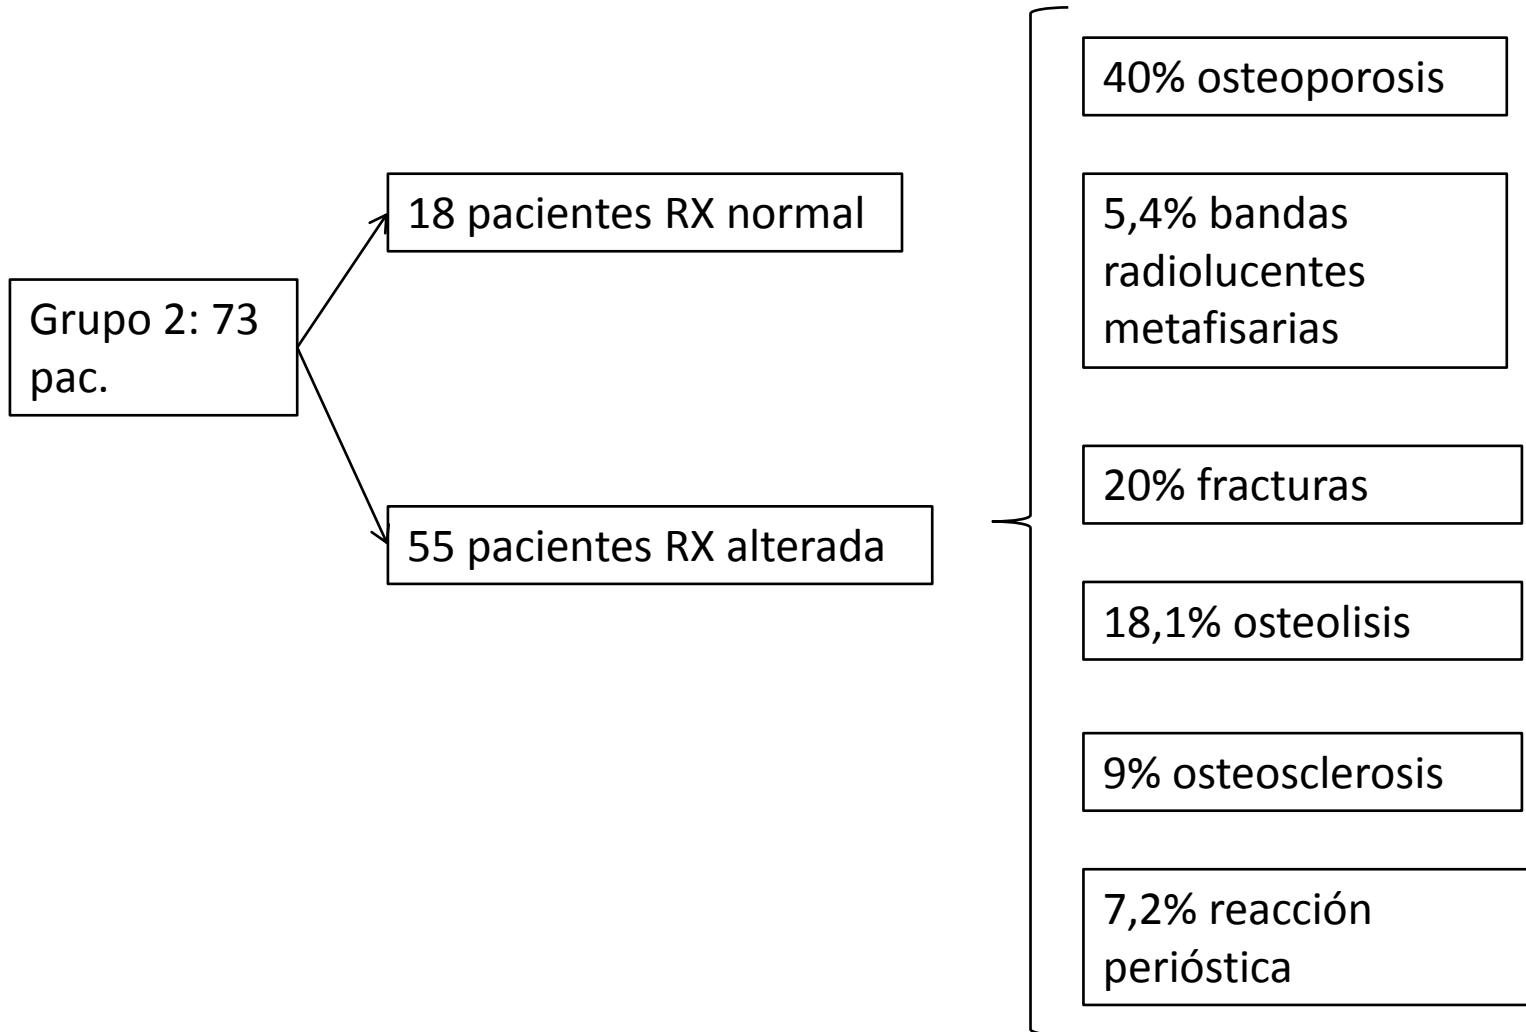 Grupo 2: 73
pac.
18 pacientes RX normal
55 pacientes RX alterada
40% osteoporosis
5,4% bandas
radiolucentes
metafisarias
20% fracturas
18,1% osteolisis
9% osteosclerosis
7,2% reacción
perióstica